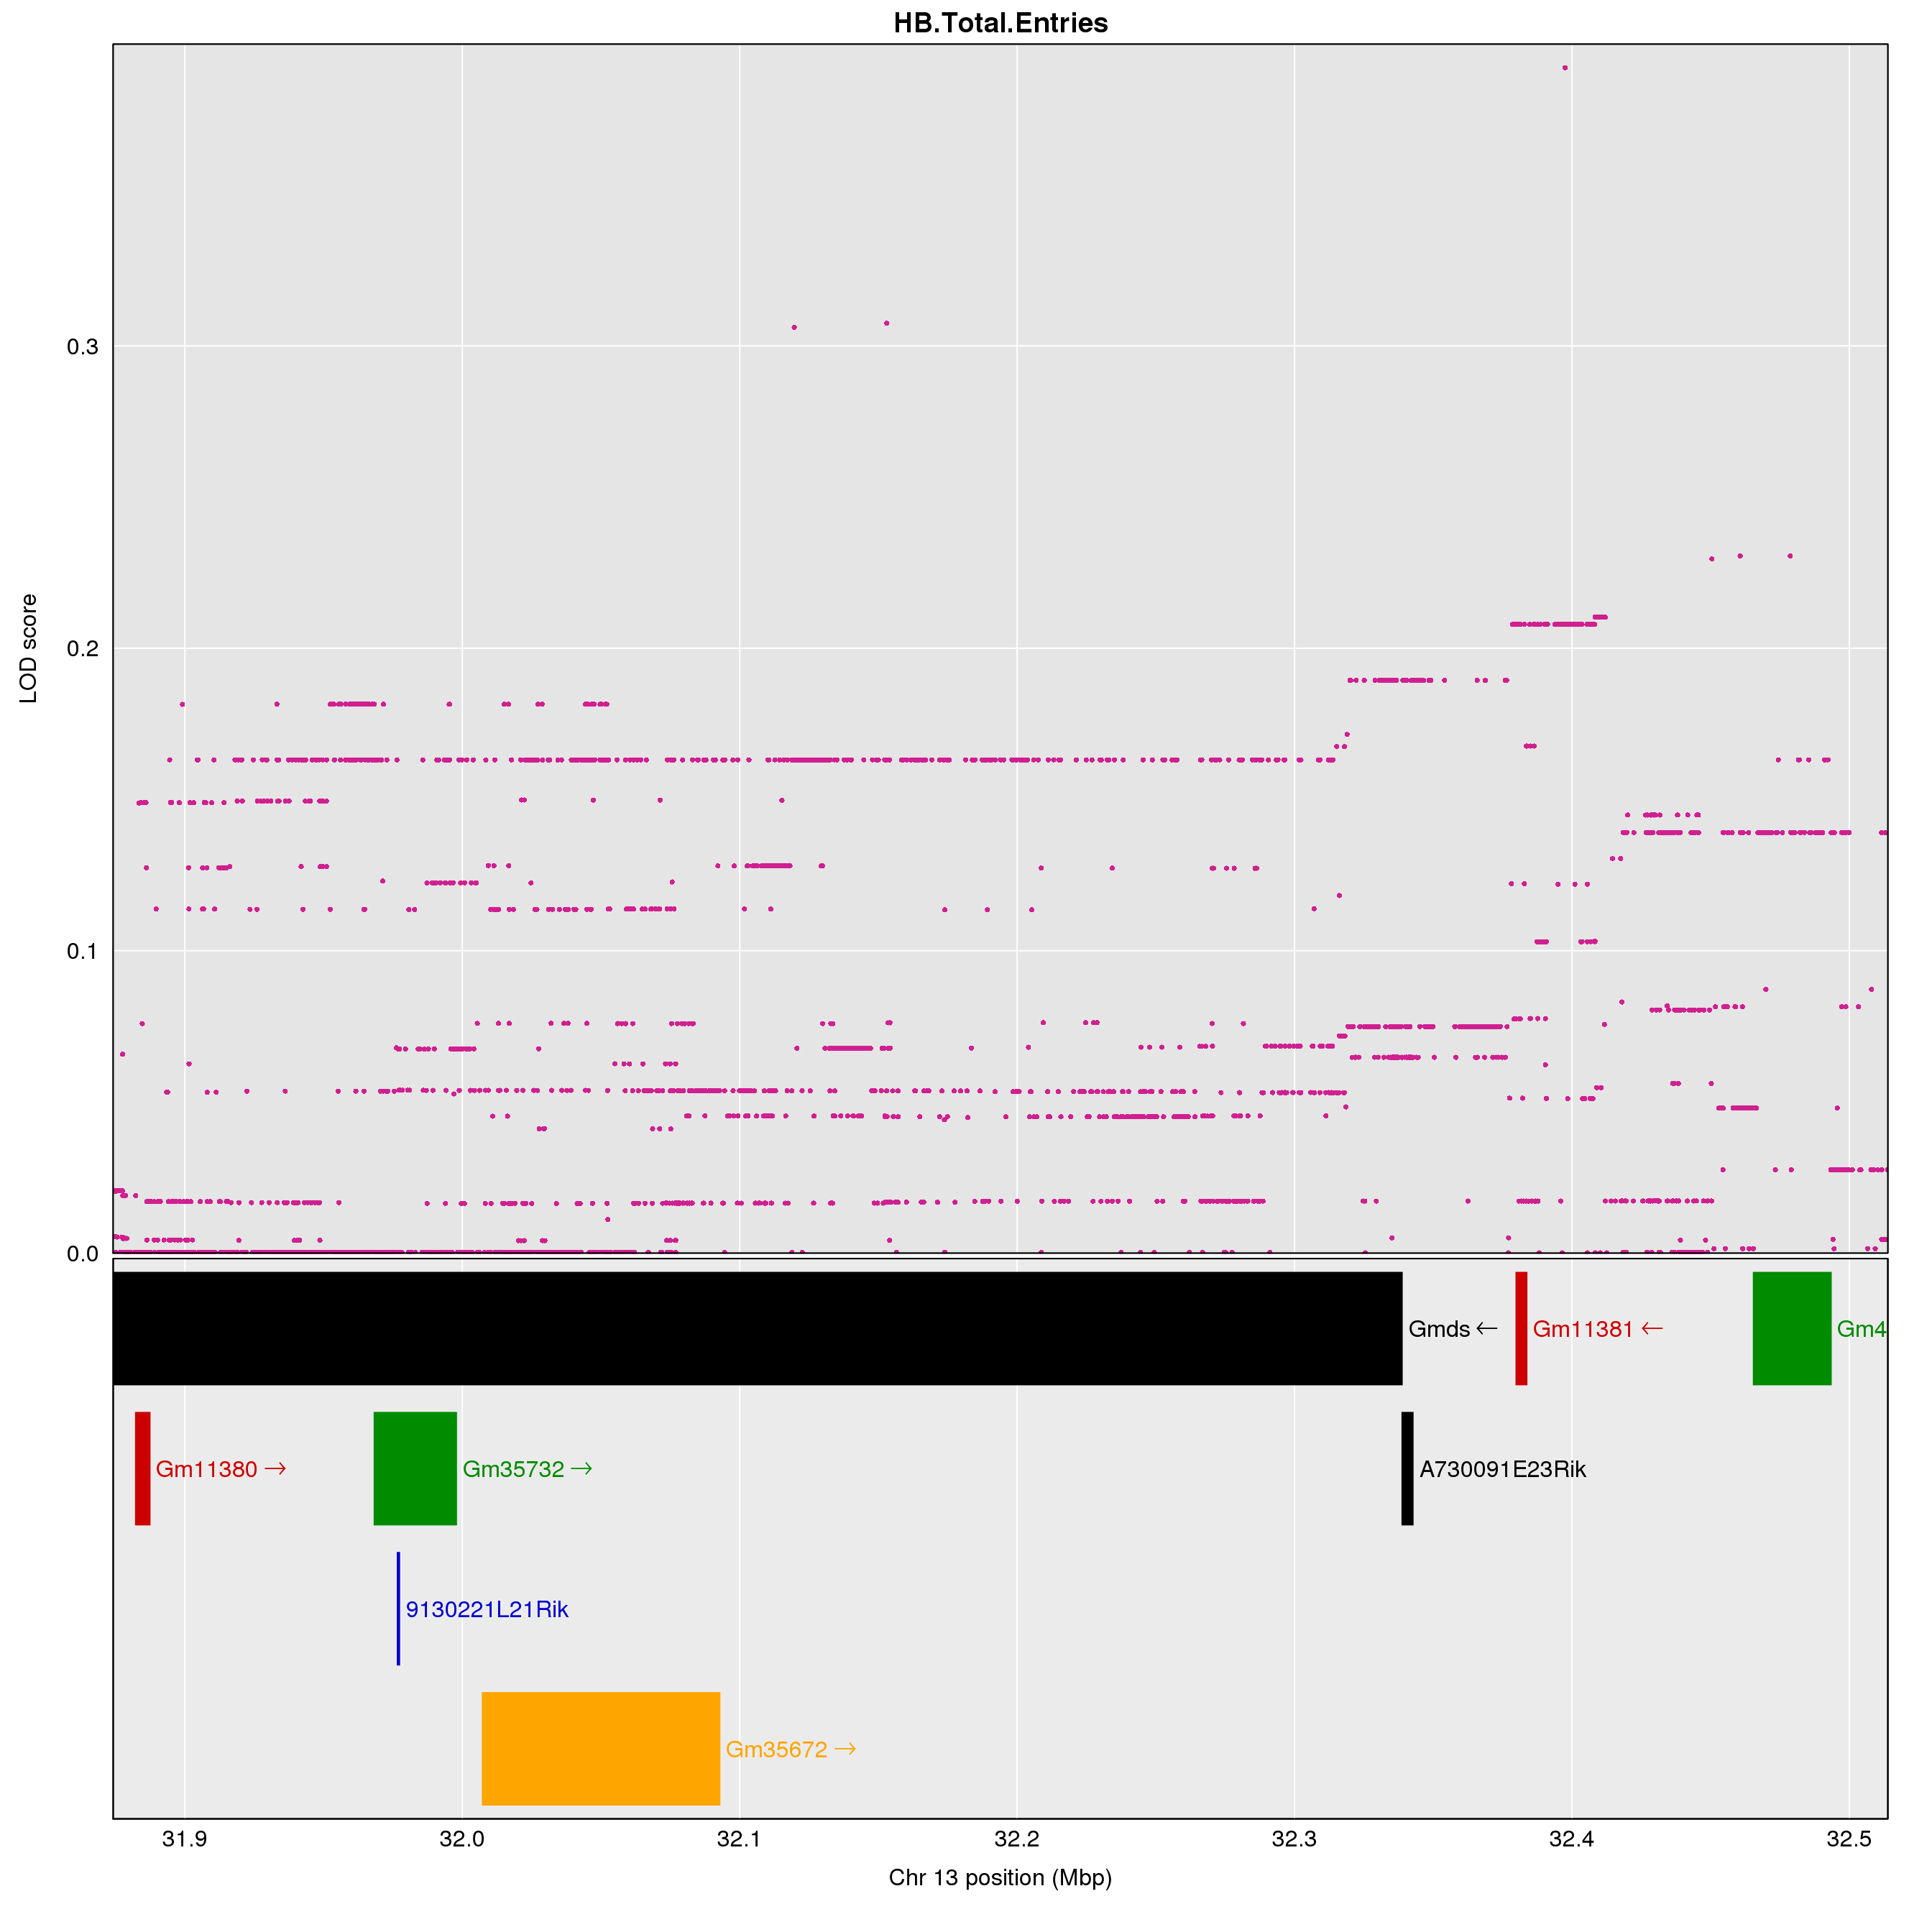 HB.Total.Entries
LOD score
0.3
0.2
0.1
0.0
Gmds ←
Gm11381 ←
Gm4
Gm11380 →
Gm35732 →
A730091E23Rik
9130221L21Rik
Gm35672 →
31.9 32.0 32.1 32.2 32.3 32.4 32.5
Chr 13 position (Mbp)